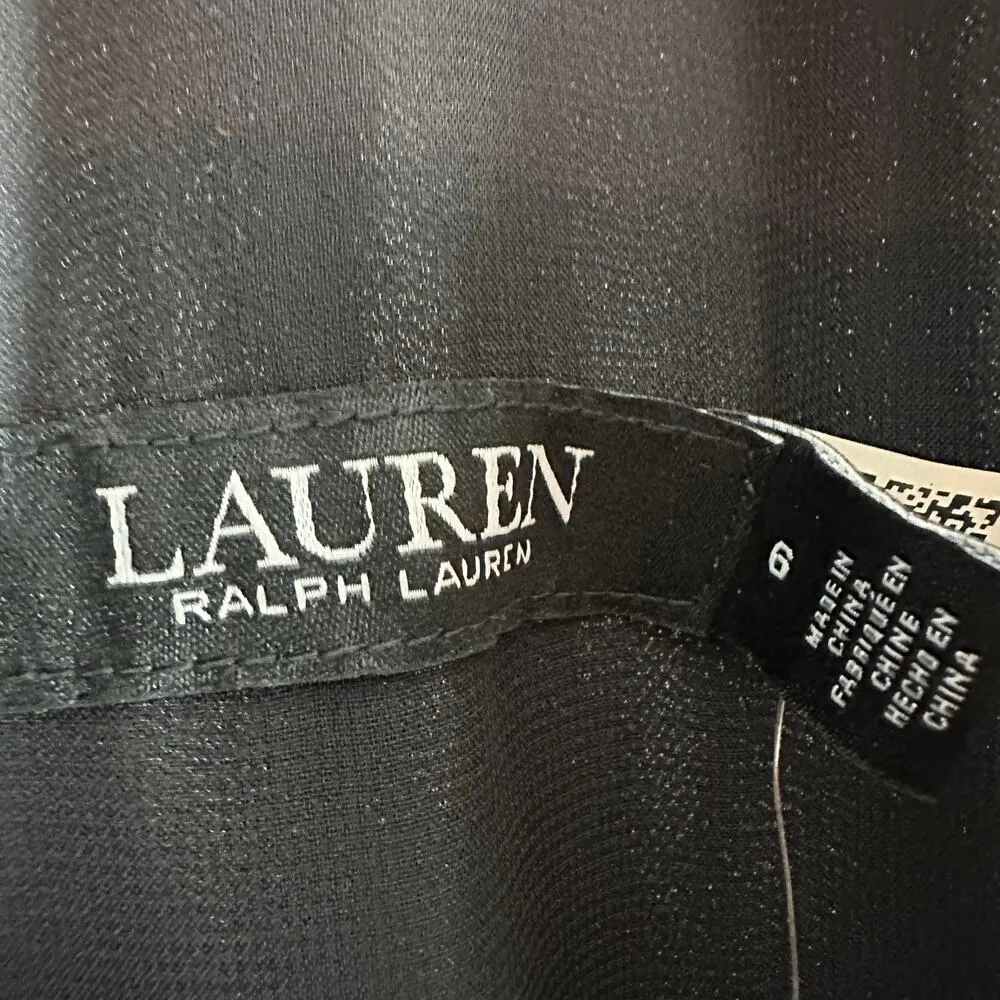 LAUREN
RALPH LAUREN
6
MADE IN
CHINA
FABRIQUÉ EN
CHINE
HECHO EN
CHINA